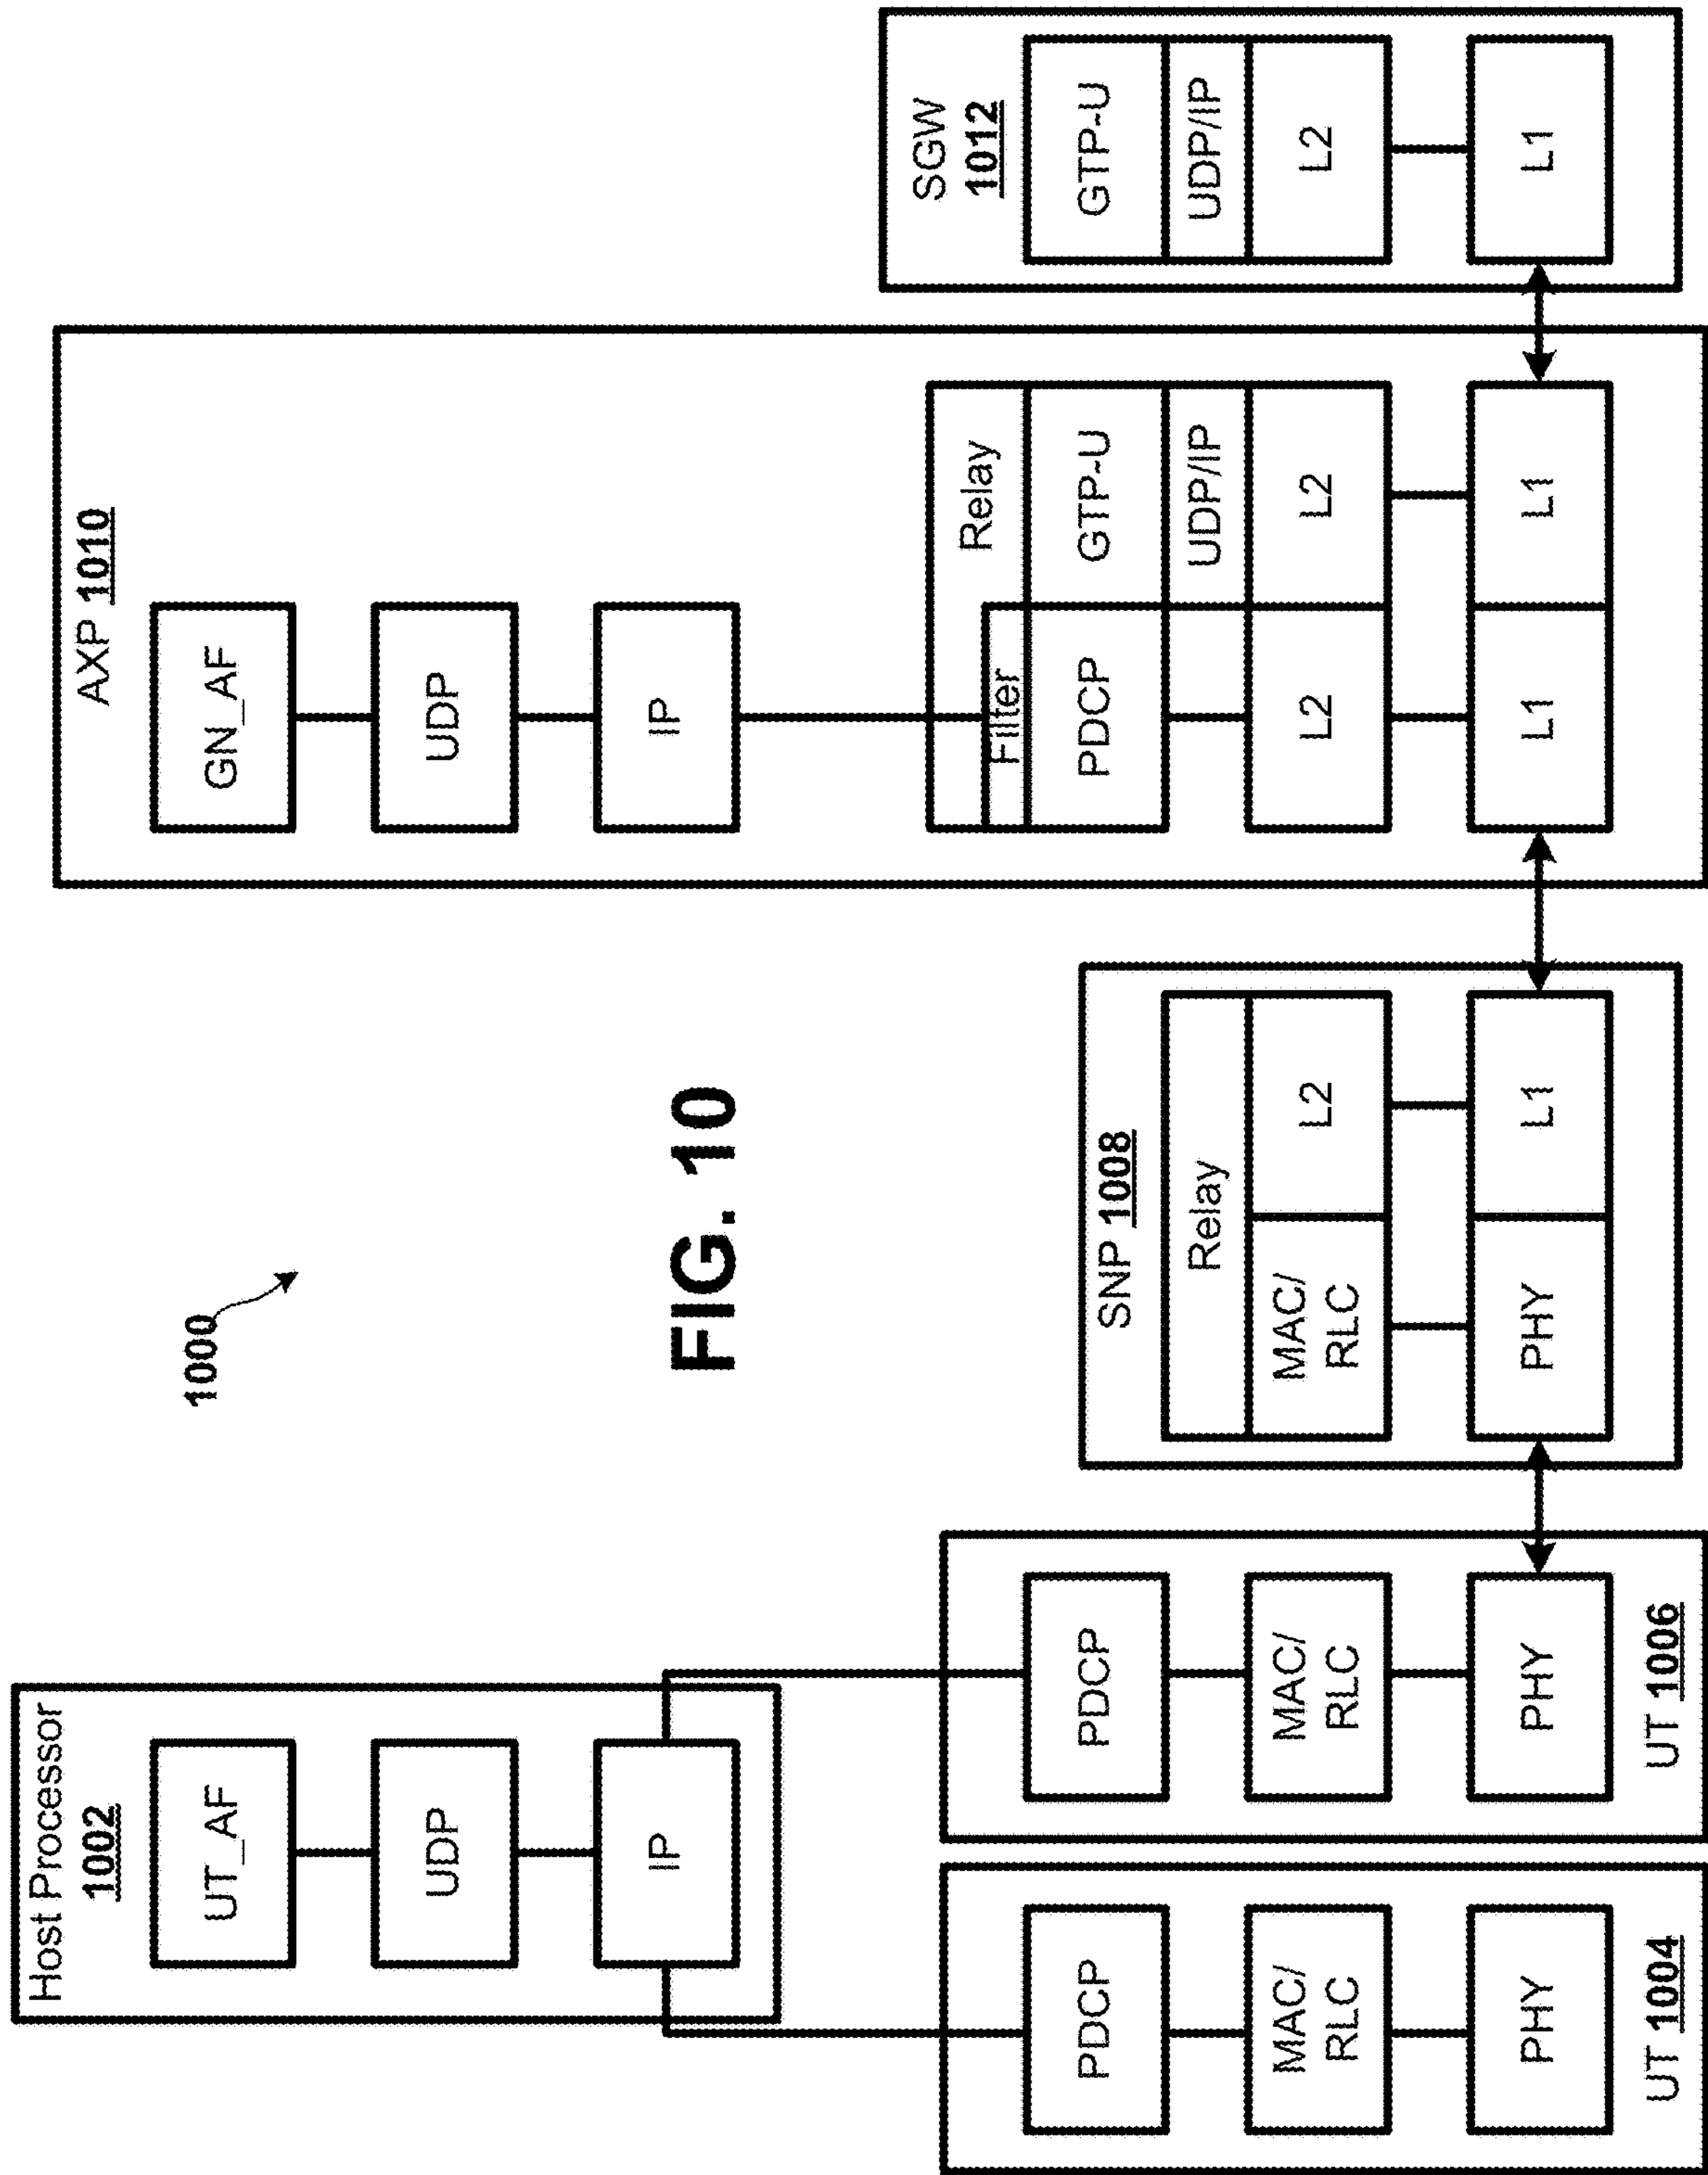 1000
FIG. 10
Host Processor
1002
UT_AF
UDP
IP
PDCP
MAC/
RLC
PHY
UT 1004
PDCP
MAC/
RLC
PHY
UT 1006
SNP 1008
Relay
MAC/
RLC
L2
PHY
L1
AXP 1010
GN_AF
UDP
IP
Relay
Filter
PDCP
GTP-U
UDP/IP
L2
L2
L1
L1
SGW
1012
GTP-U
UDP/IP
L2
L1